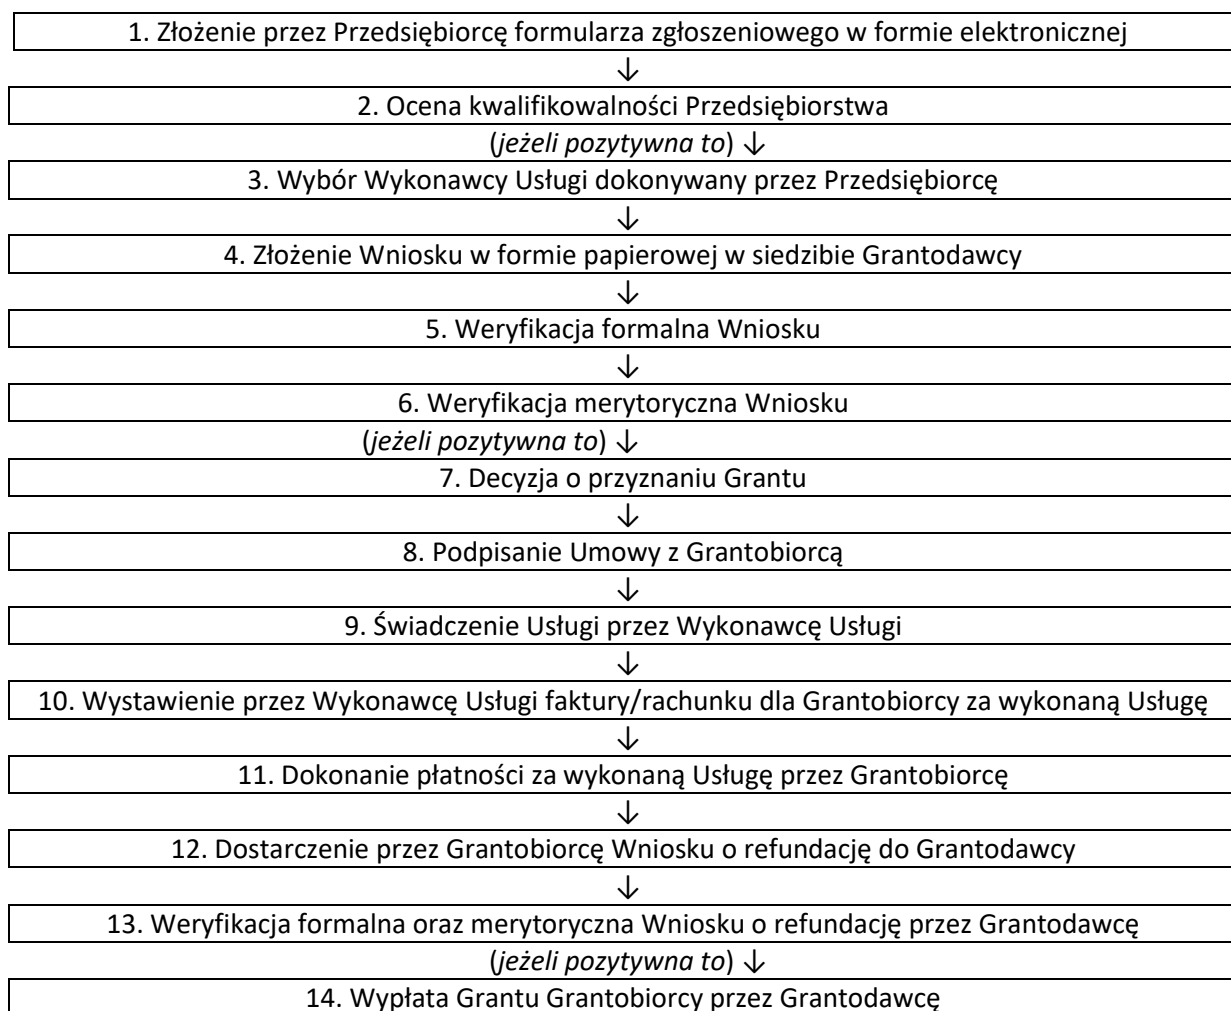 1. Złożenie przez Przedsiębiorcę formularza zgłoszeniowego w formie elektronicznej
↓
2. Ocena kwalifikowalności Przedsiębiorstwa
(jeżeli pozytywna to) ↓
3. Wybór Wykonawcy Usługi dokonywany przez Przedsiębiorcę
↓
4. Złożenie Wniosku w formie papierowej w siedzibie Grantodawcy
↓
5. Weryfikacja formalna Wniosku
↓
6. Weryfikacja merytoryczna Wniosku
(jeżeli pozytywna to) ↓
7. Decyzja o przyznaniu Grantu
↓
8. Podpisanie Umowy z Grantobiorcą
↓
9. Świadczenie Usługi przez Wykonawcę Usługi
↓
10. Wystawienie przez Wykonawcę Usługi faktury/rachunku dla Grantobiorcy za wykonaną Usługę
↓
11. Dokonanie płatności za wykonaną Usługę przez Grantobiorcę
↓
12. Dostarczenie przez Grantobiorcę Wniosku o refundację do Grantodawcy
↓
13. Weryfikacja formalna oraz merytoryczna Wniosku o refundację przez Grantodawcę
(jeżeli pozytywna to) ↓
14. Wypłata Grantu Grantobiorcy przez Grantodawcę